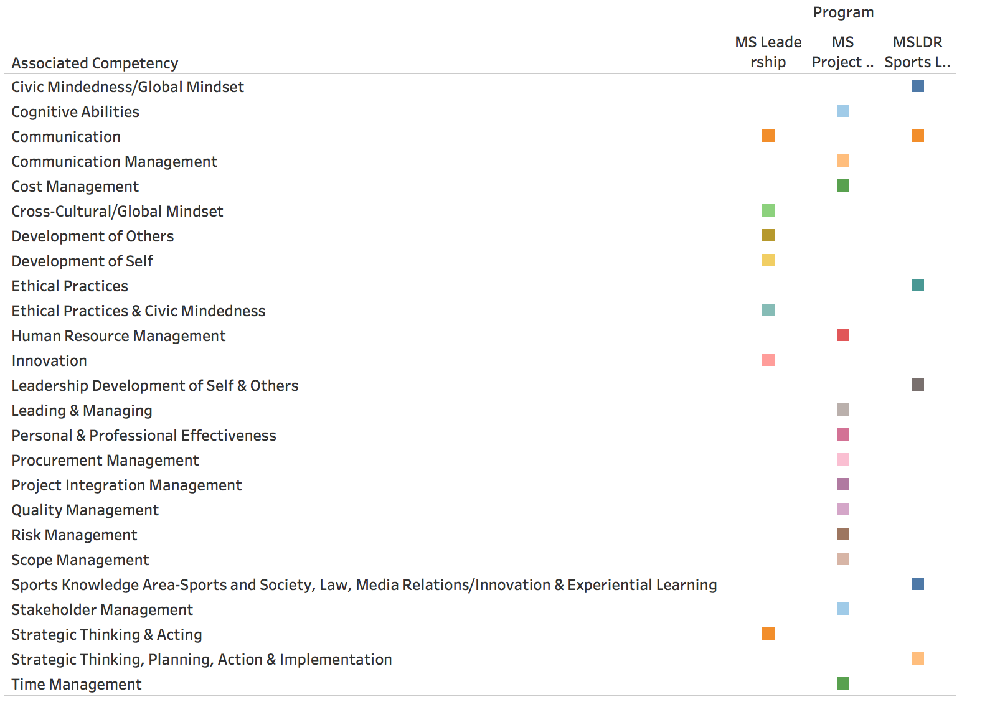 Program
MS Leade
rship
MS
Project ..
MSLDR
Sports L..
Associated Competency
Civic Mindedness/Global Mindset
Cognitive Abilities
Communication
Communication Management
Cost Management
Cross-Cultural/Global Mindset
Development of Others
Development of Self
Ethical Practices
Ethical Practices & Civic Mindedness
Human Resource Management
Innovation
Leadership Development of Self & Others
Leading & Managing
Personal & Professional Effectiveness
Procurement Management
Project Integration Management
Quality Management
Risk Management
Scope Management
Sports Knowledge Area-Sports and Society, Law, Media Relations/Innovation & Experiential Learning
Stakeholder Management
Strategic Thinking & Acting
Strategic Thinking, Planning, Action & Implementation
Time Management